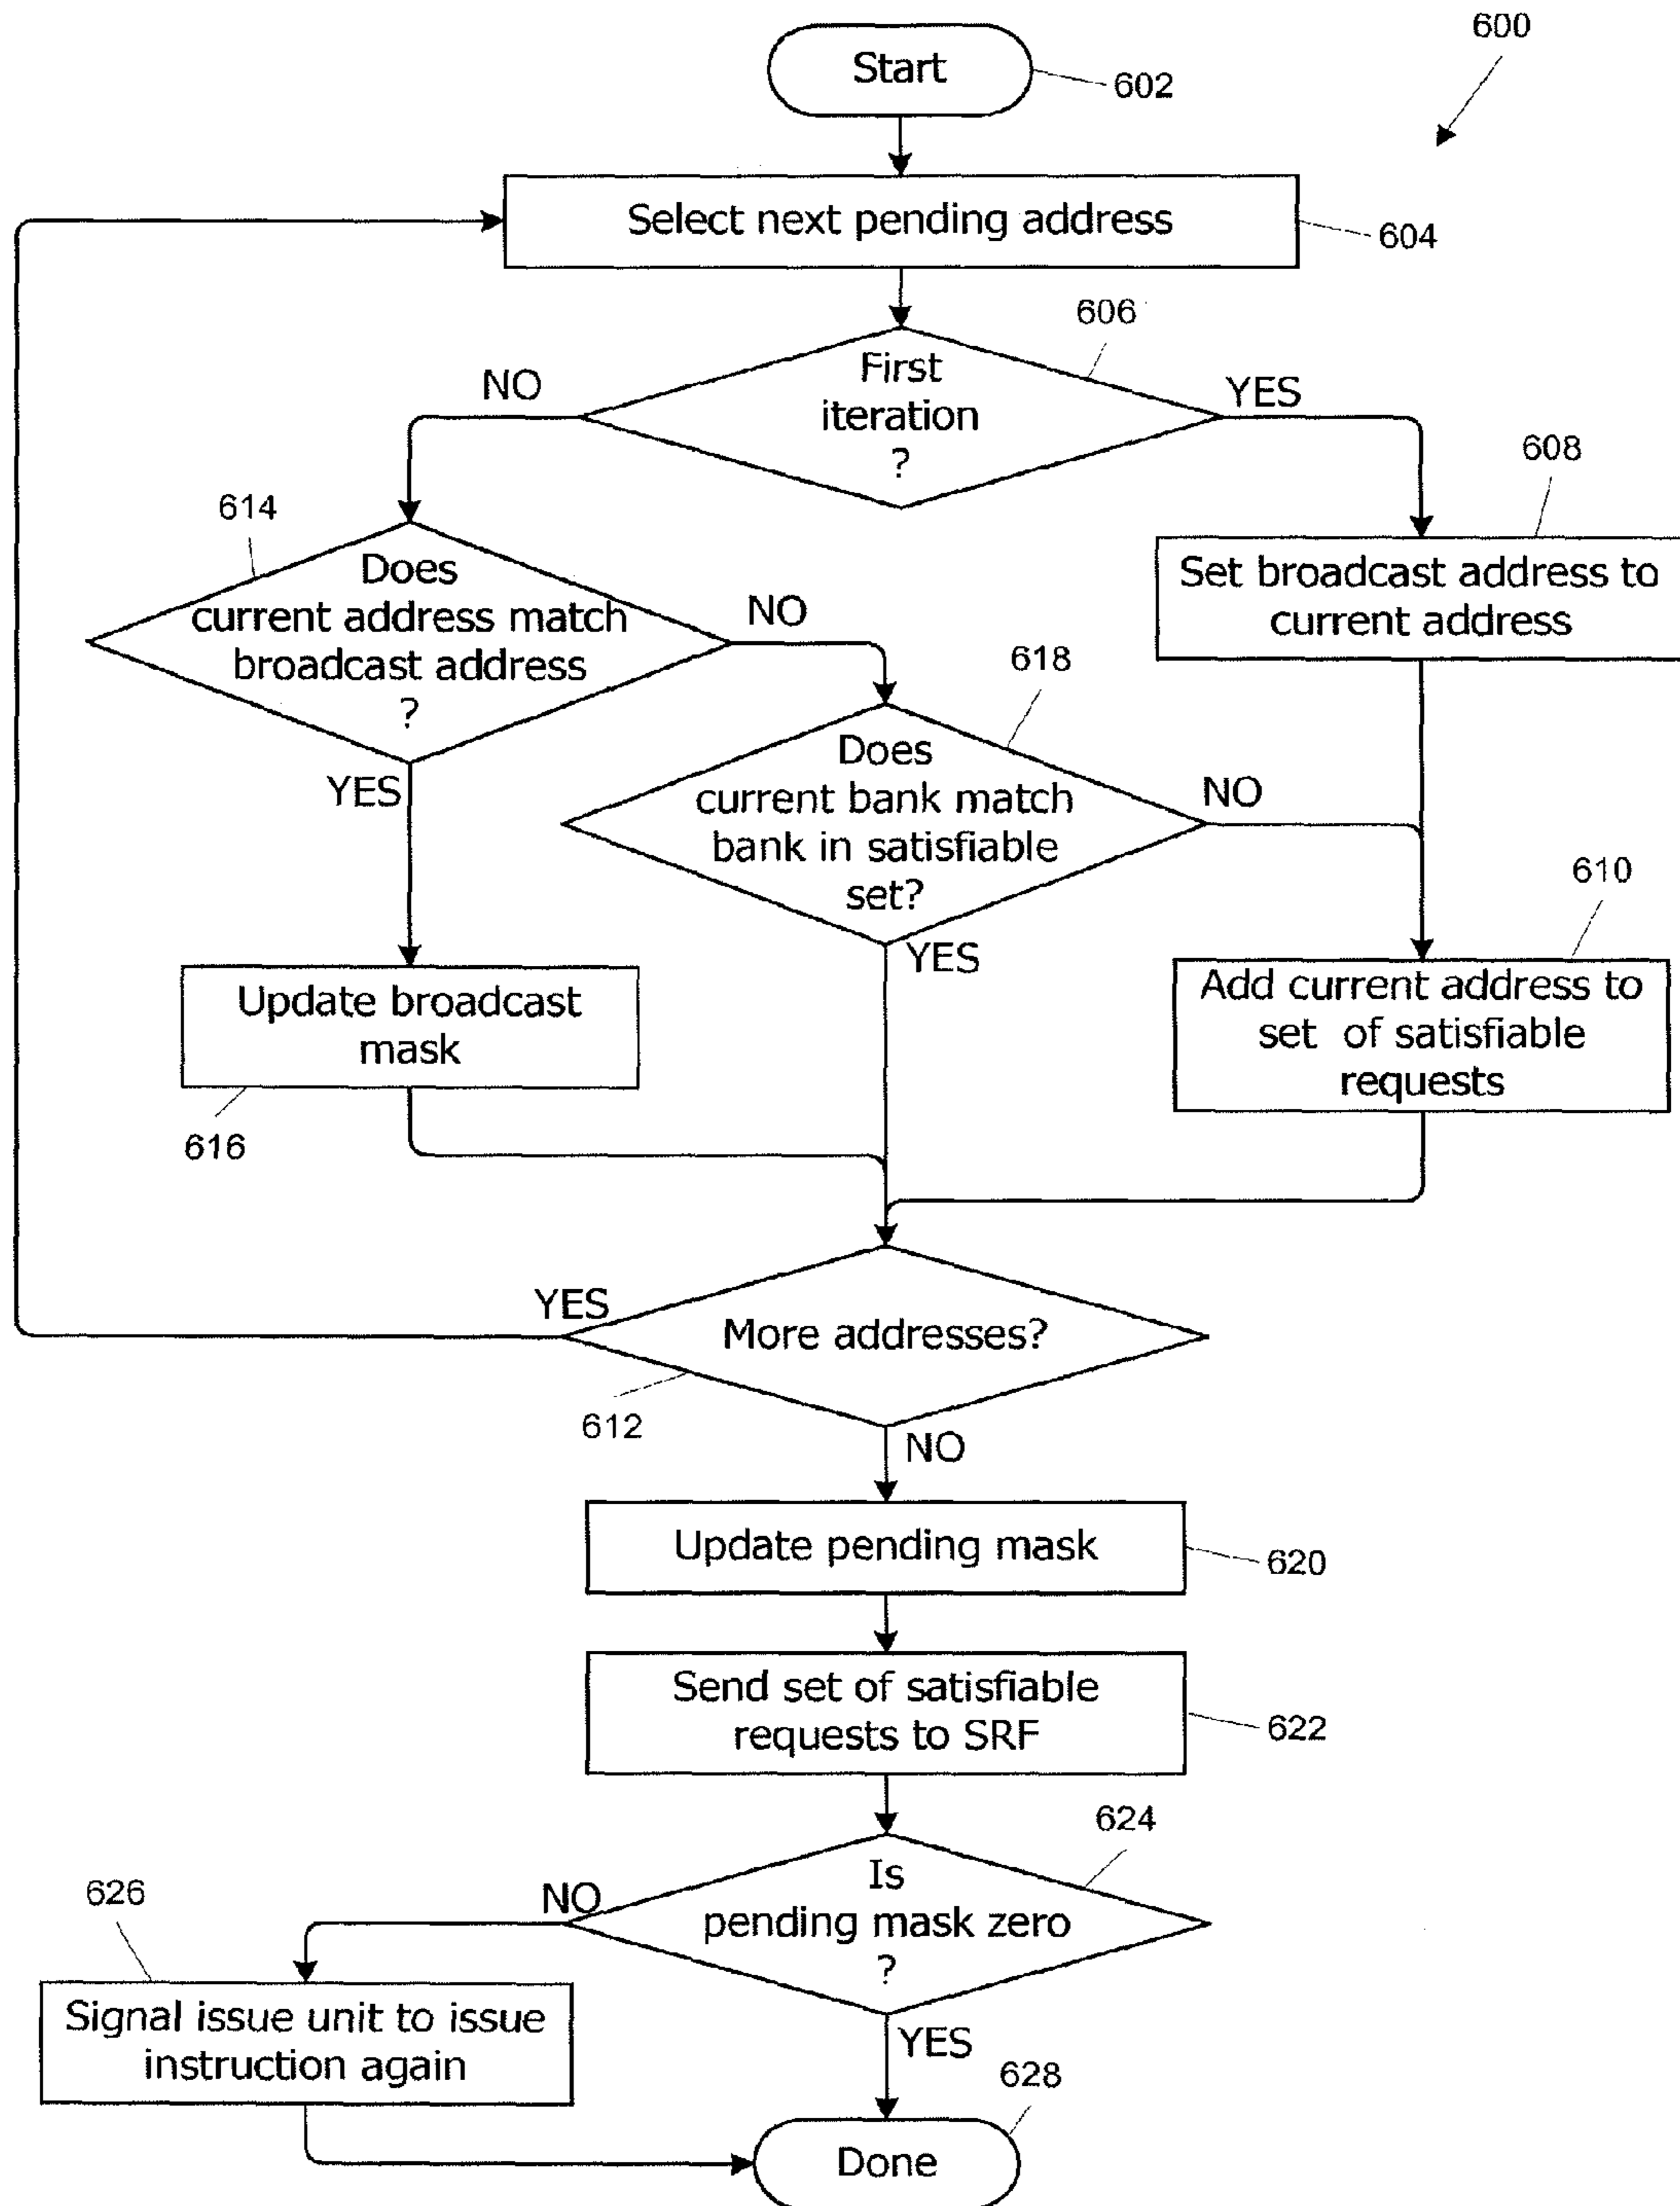 600
Start
602
Select next pending address
604
606
First
iteration
?
NO
YES
608
Set broadcast address to
current address
614
Does
current address match
broadcast address
?
NO
YES
618
Does
current bank match
bank in satisfiable
set?
NO
YES
610
Add current address to
set of satisfiable
requests
Update broadcast
mask
616
More addresses?
YES
612
NO
Update pending mask
620
Send set of satisfiable
requests to SRF
622
624
Is
pending mask zero
?
NO
626
Signal issue unit to issue
instruction again
YES
628
Done